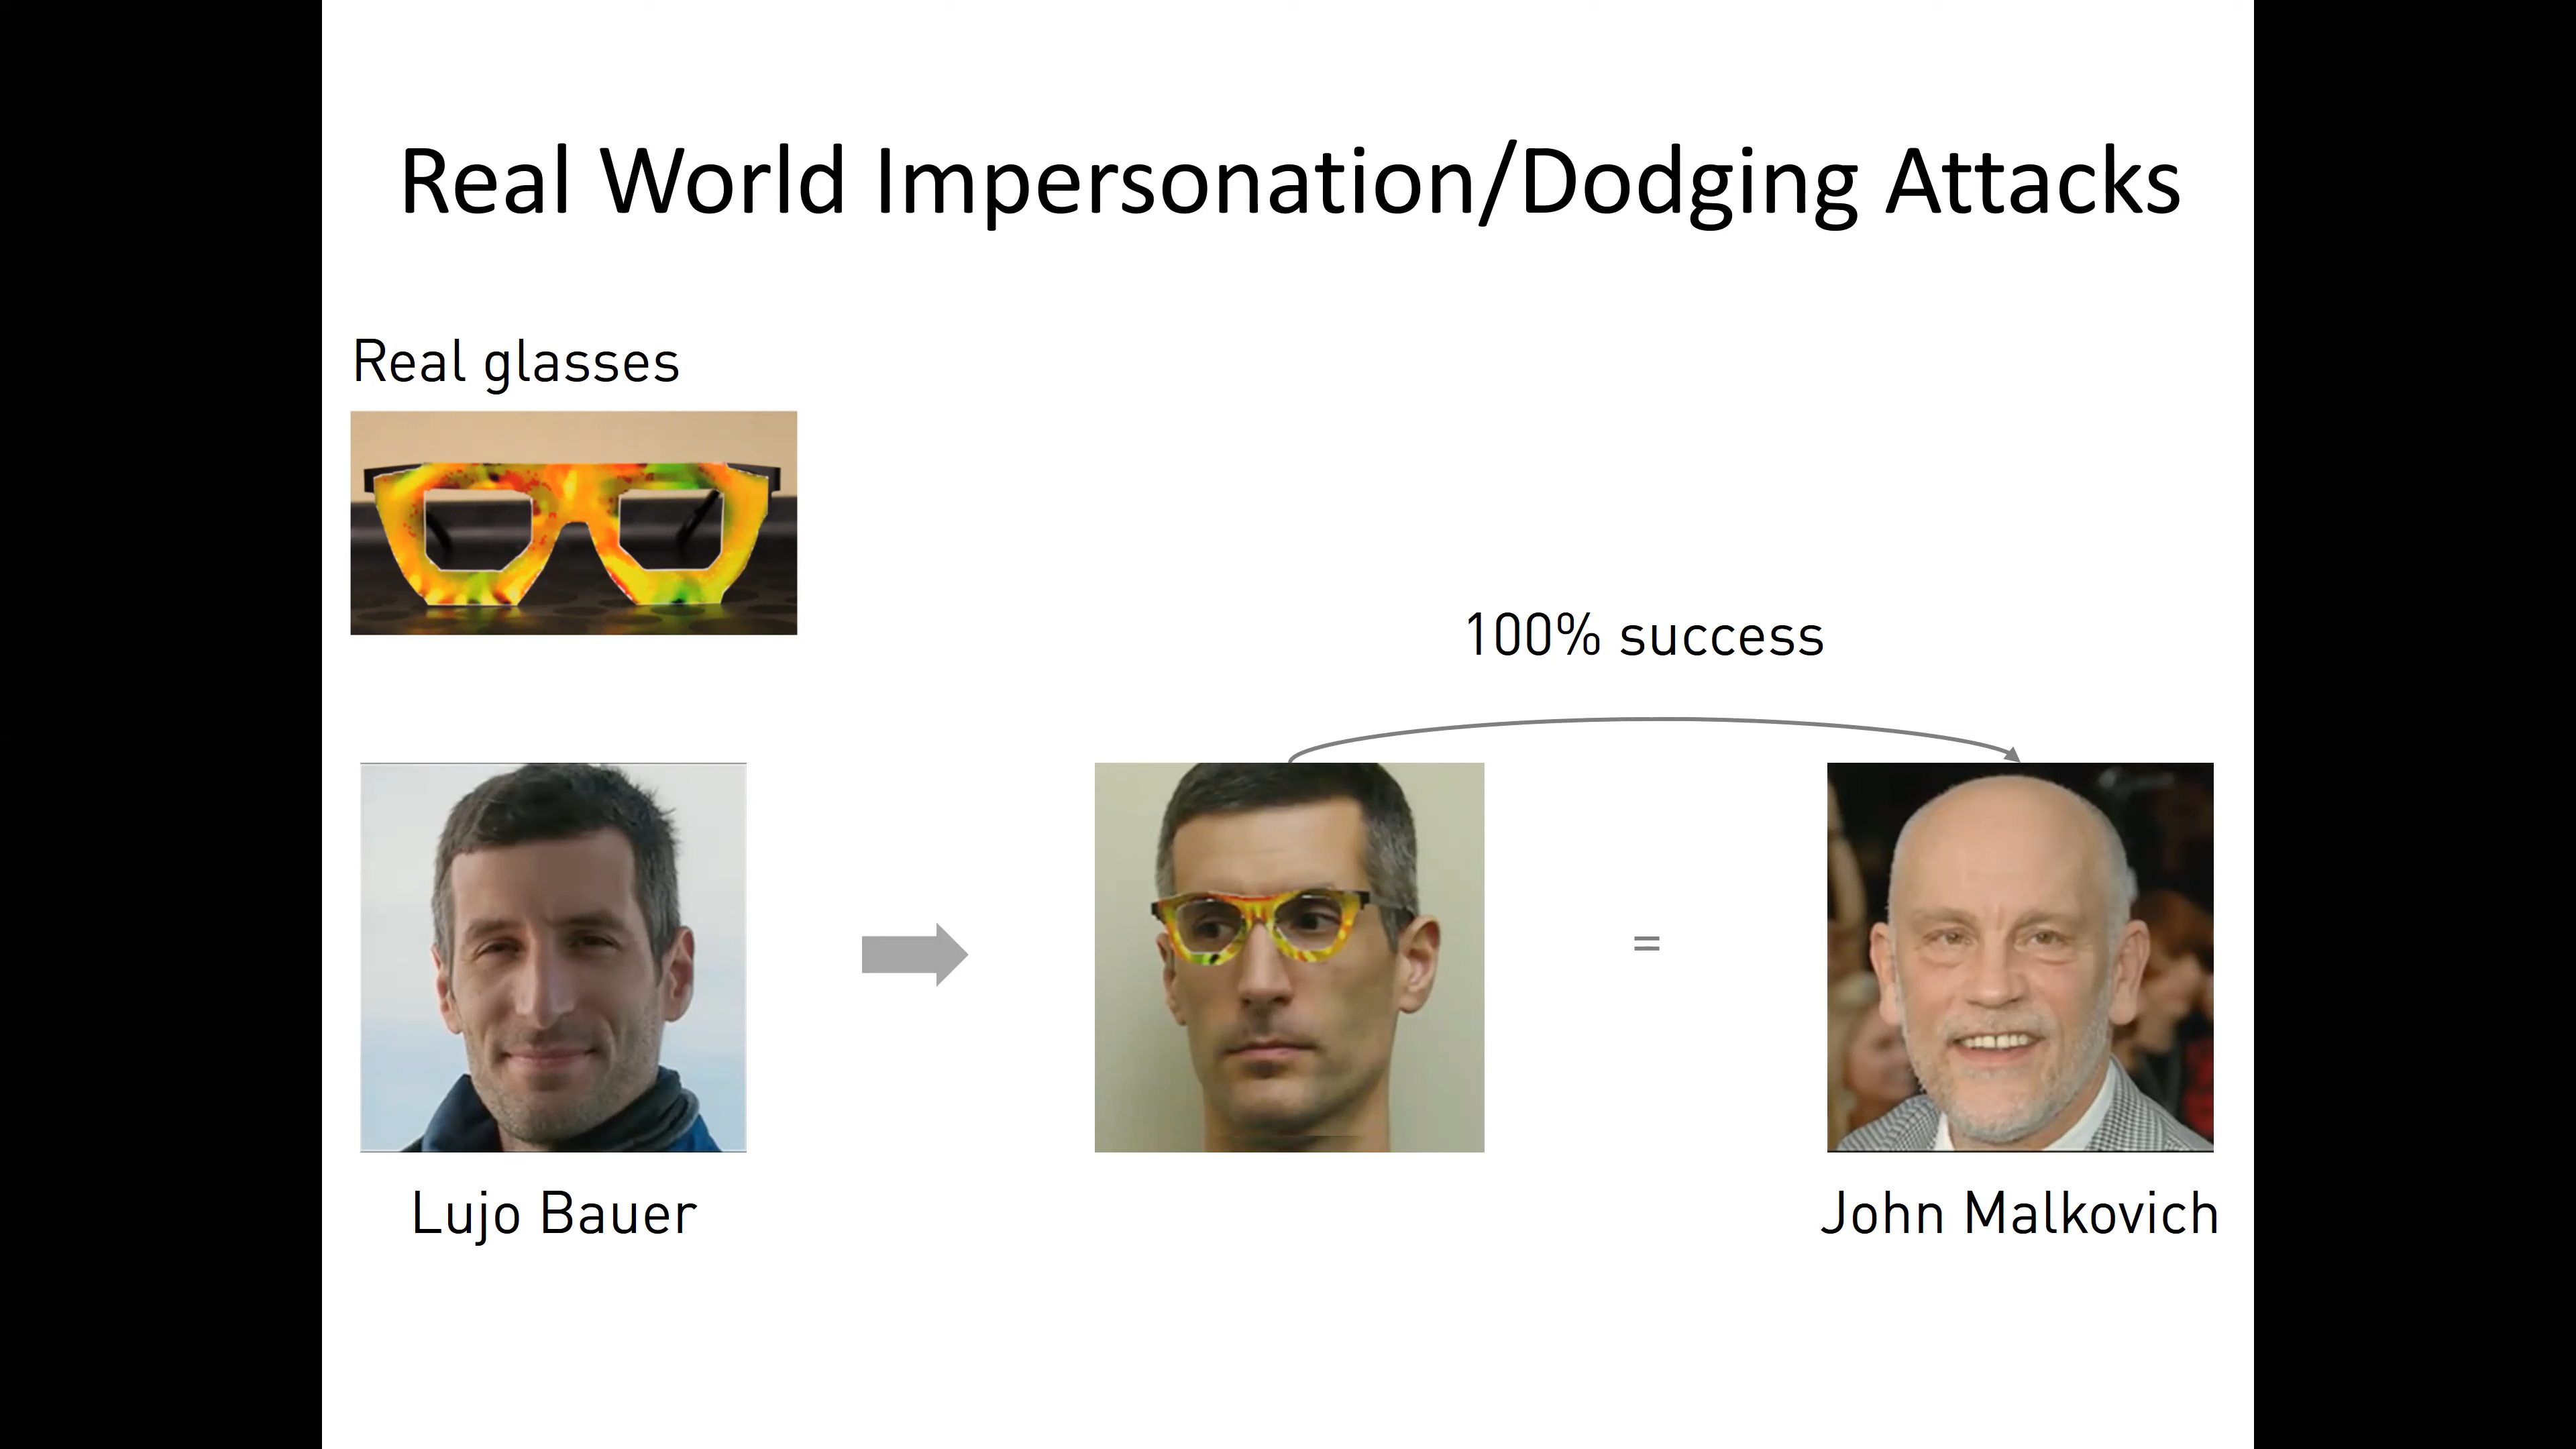 Real World Impersonation/Dodging Attacks
Real glasses
100% success
=
Lujo Bauer
John Malkovich